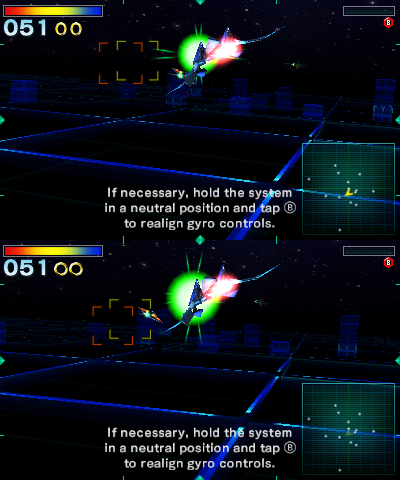 051
B
If necessary, hold the system
in a neutral position and tap Ⓑ
to realign gyro controls.
051
B
If necessary, hold the system
in a neutral position and tap Ⓑ
to realign gyro controls.